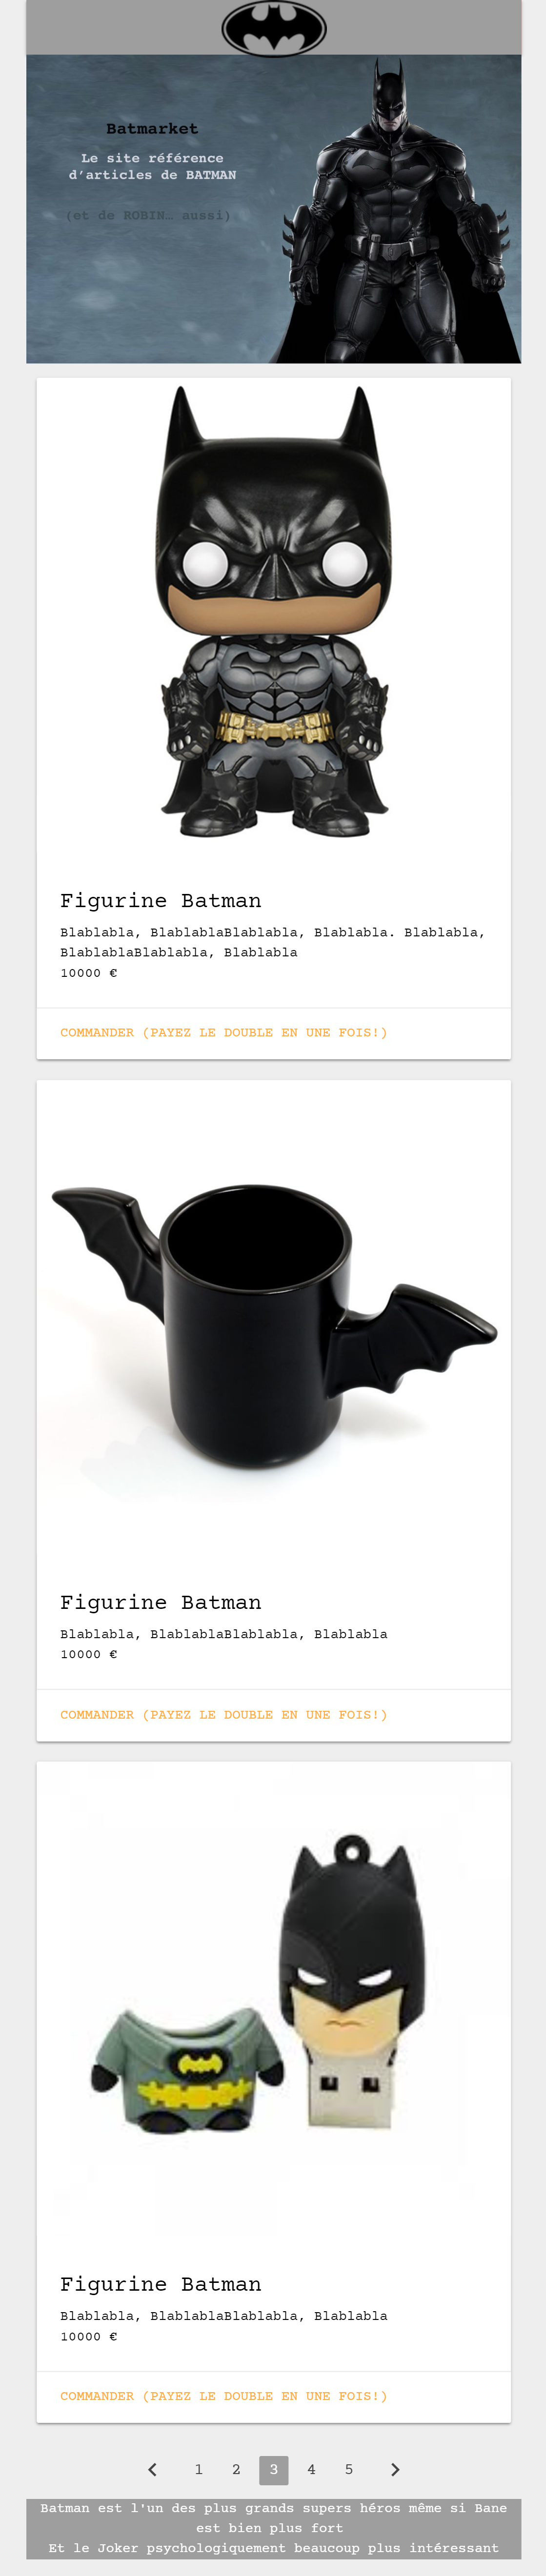 Batmarket
Le site référence
d’articles de BATMAN
(et de ROBIN… aussi)
Figurine Batman
Blablabla, BlablablaBlablabla, Blablabla. Blablabla,
BlablablaBlablabla, Blablabla
10000 €
COMMANDER (PAYEZ LE DOUBLE EN UNE FOIS!)
Figurine Batman
Blablabla, BlablablaBlablabla, Blablabla
10000 €
COMMANDER (PAYEZ LE DOUBLE EN UNE FOIS!)
Figurine Batman
Blablabla, BlablablaBlablabla, Blablabla
10000 €
COMMANDER (PAYEZ LE DOUBLE EN UNE FOIS!)
1 2 3 4 5
Batman est l’un des plus grands supers héros même si Bane
est bien plus fort
Et le Joker psychologiquement beaucoup plus intéressant